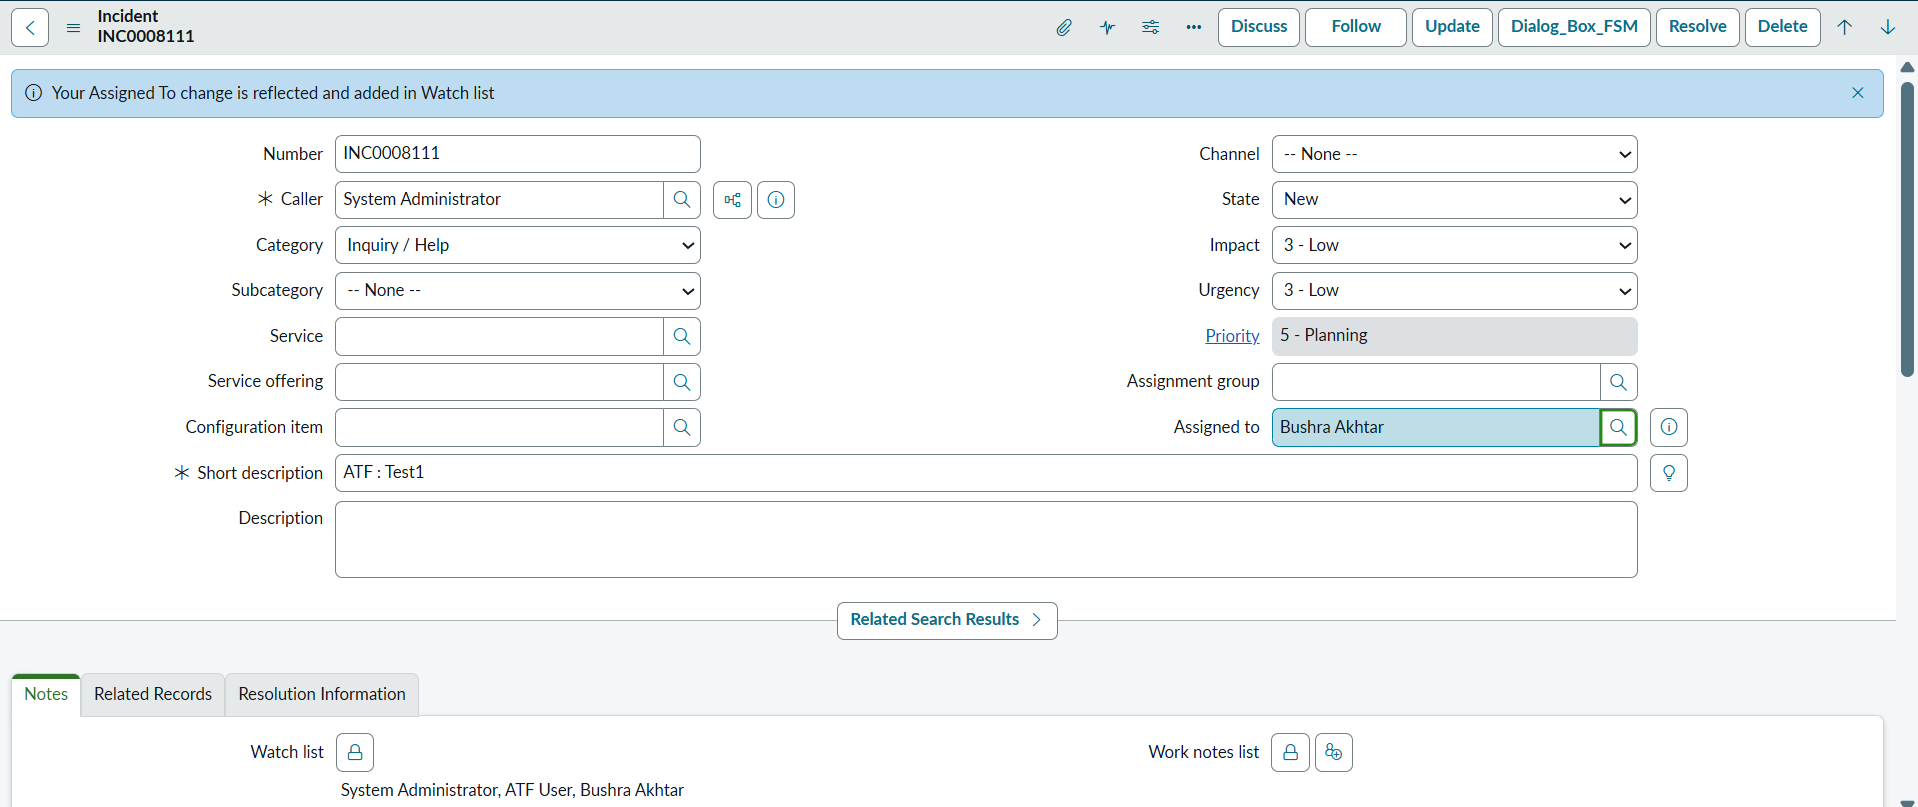 Incident
INC0008111
Discuss Follow Update Dialog_Box_FSM Resolve Delete
Your Assigned To change is reflected and added in Watch list
Number INC0008111
Channel -- None --
Caller System Administrator
State New
Category Inquiry / Help
Impact 3 - Low
Subcategory -- None --
Urgency 3 - Low
Service
Priority 5 - Planning
Service offering
Assignment group
Configuration item
Assigned to Bushra Akhtar
Short description ATF : Test1
Description
Related Search Results
Notes Related Records Resolution Information
Watch list
Work notes list
System Administrator, ATF User, Bushra Akhtar